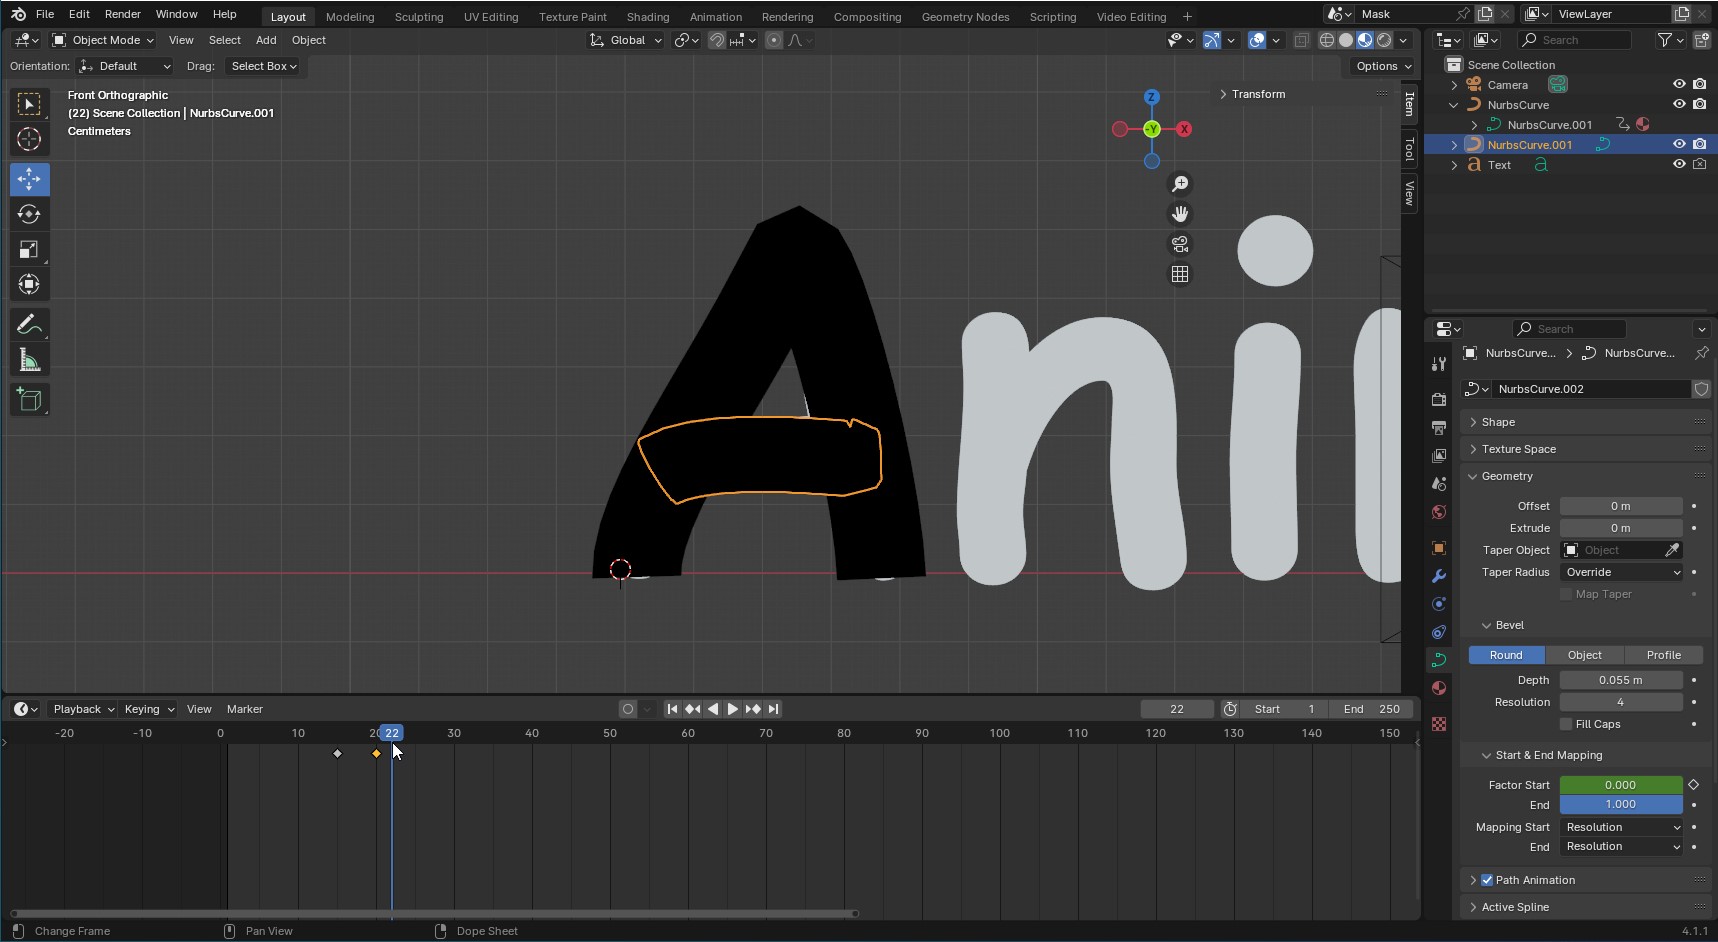 File Edit Render Window Help Layout Modeling Sculpting UV Editing Texture Paint Shading Animation Rendering Compositing Geometry Nodes Scripting Video Editing + Mask ViewLayer
Object Mode View Select Add Object Global Search
Orientation: Default Drag: Select Box Options
Scene Collection
Camera
NurbsCurve
NurbsCurve.001
NurbsCurve.001
Text
Front Orthographic
(22) Scene Collection | NurbsCurve.001
Centimeters
Z
-Y X
Transform
Item
Tool
View
Ani
Search
NurbsCurve... > NurbsCurve...
NurbsCurve.002
Shape
Texture Space
Geometry
Offset 0 m
Extrude 0 m
Taper Object Object
Taper Radius Override
Map Taper
Bevel
Round Object Profile
Depth 0.055 m
Resolution 4
Fill Caps
Start & End Mapping
Factor Start 0.000
End 1.000
Mapping Start Resolution
End Resolution
Path Animation
Active Spline
Playback Keying View Marker 22 Start 1 End 250
-20 -10 0 10 22 30 40 50 60 70 80 90 100 110 120 130 140 150
Change Frame Pan View Dope Sheet 4.1.1